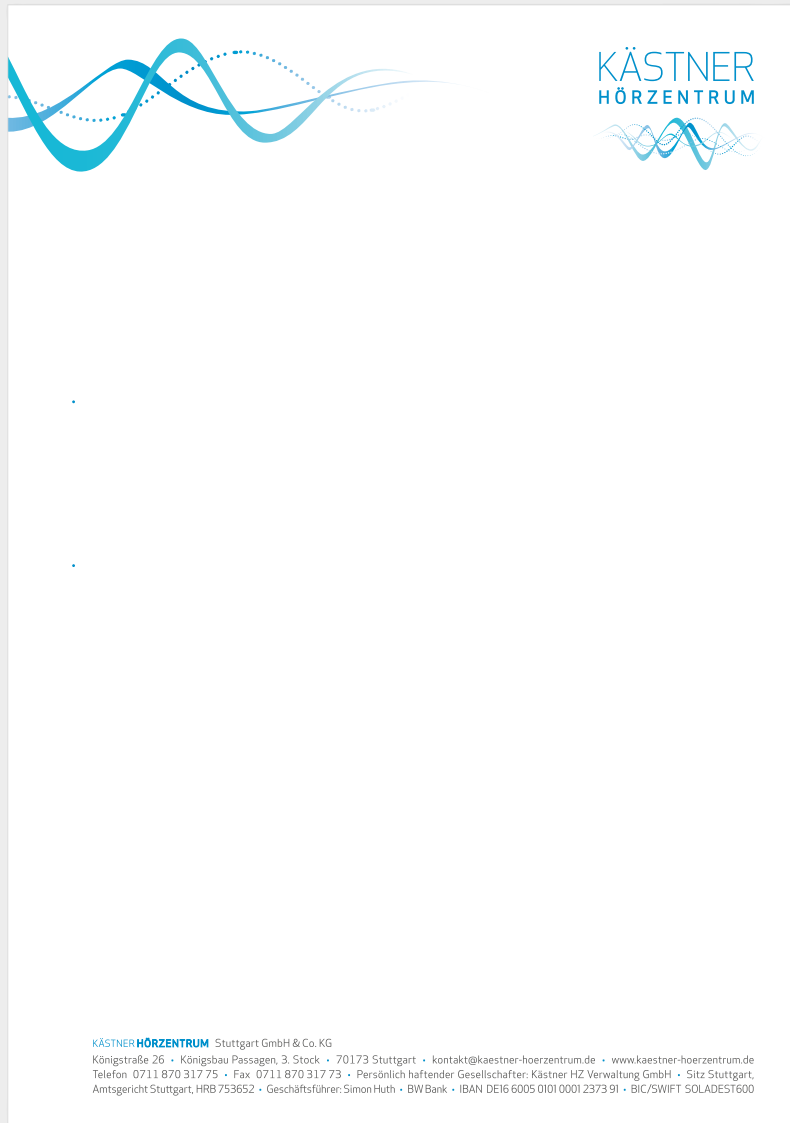 KÄSTNER
HÖRZENTRUM
KÄSTNER HÖRZENTRUM Stuttgart GmbH & Co. KG
Königstraße 26 • Königsbau Passagen, 3. Stock • 70173 Stuttgart • kontakt@kaestner-hoerzentrum.de • www.kaestner-hoerzentrum.de
Telefon 0711 870 317 75 • Fax 0711 870 317 73 • Persönlich haftender Gesellschafter: Kästner HZ Verwaltung GmbH • Sitz Stuttgart,
Amtsgericht Stuttgart, HRB 753652 • Geschäftsführer: Simon Huth • BW Bank • IBAN DE16 6005 0101 0001 2373 91 • BIC/SWIFT SOLADEST600